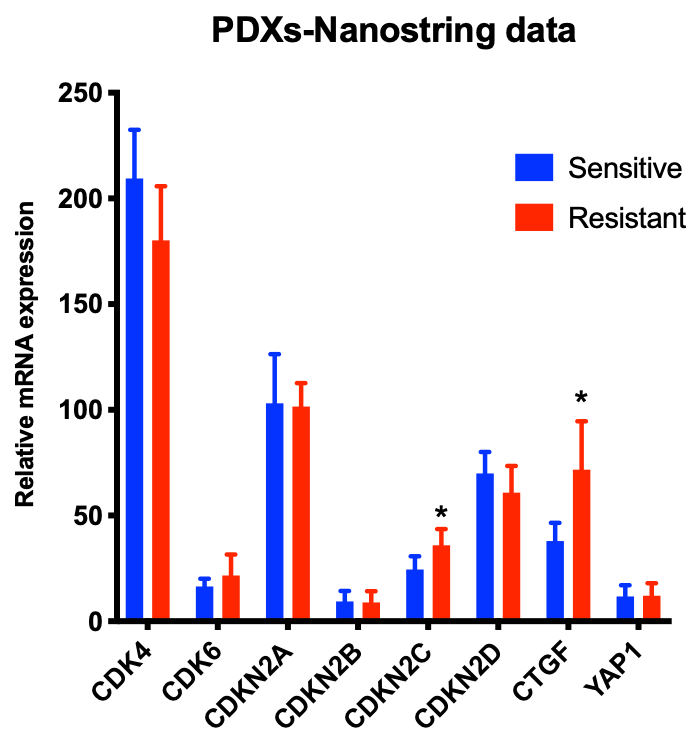 PDXs-Nanostring data
Relative mRNA expression
250
200
150
100
50
0
Sensitive
Resistant
*
*
CDK4
CDK6
CDKN2A
CDKN2B
CDKN2C
CDKN2D
CTGF
YAP1